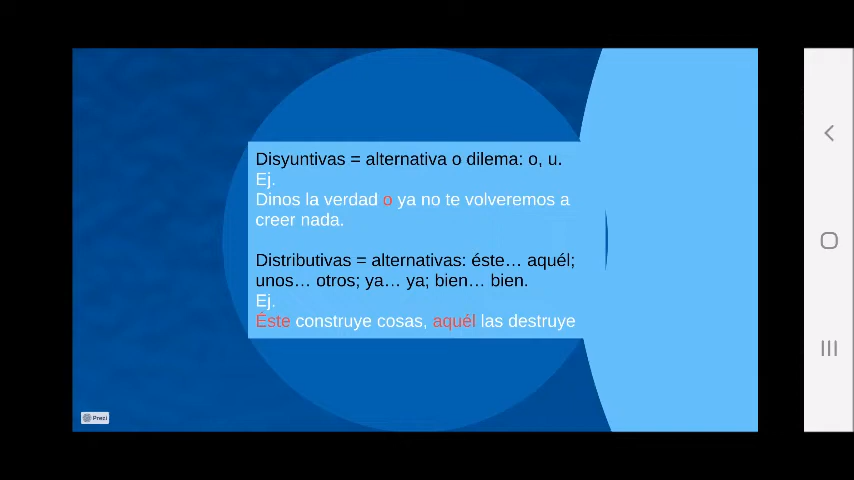 Disyuntivas = alternativa o dilema: o, u.
Ej.
Dinos la verdad o ya no te volveremos a
creer nada.
Distributivas = alternativas: éste… aquél;
unos… otros; ya… ya; bien… bien.
Ej.
Éste construye cosas, aquél las destruye
Prezi